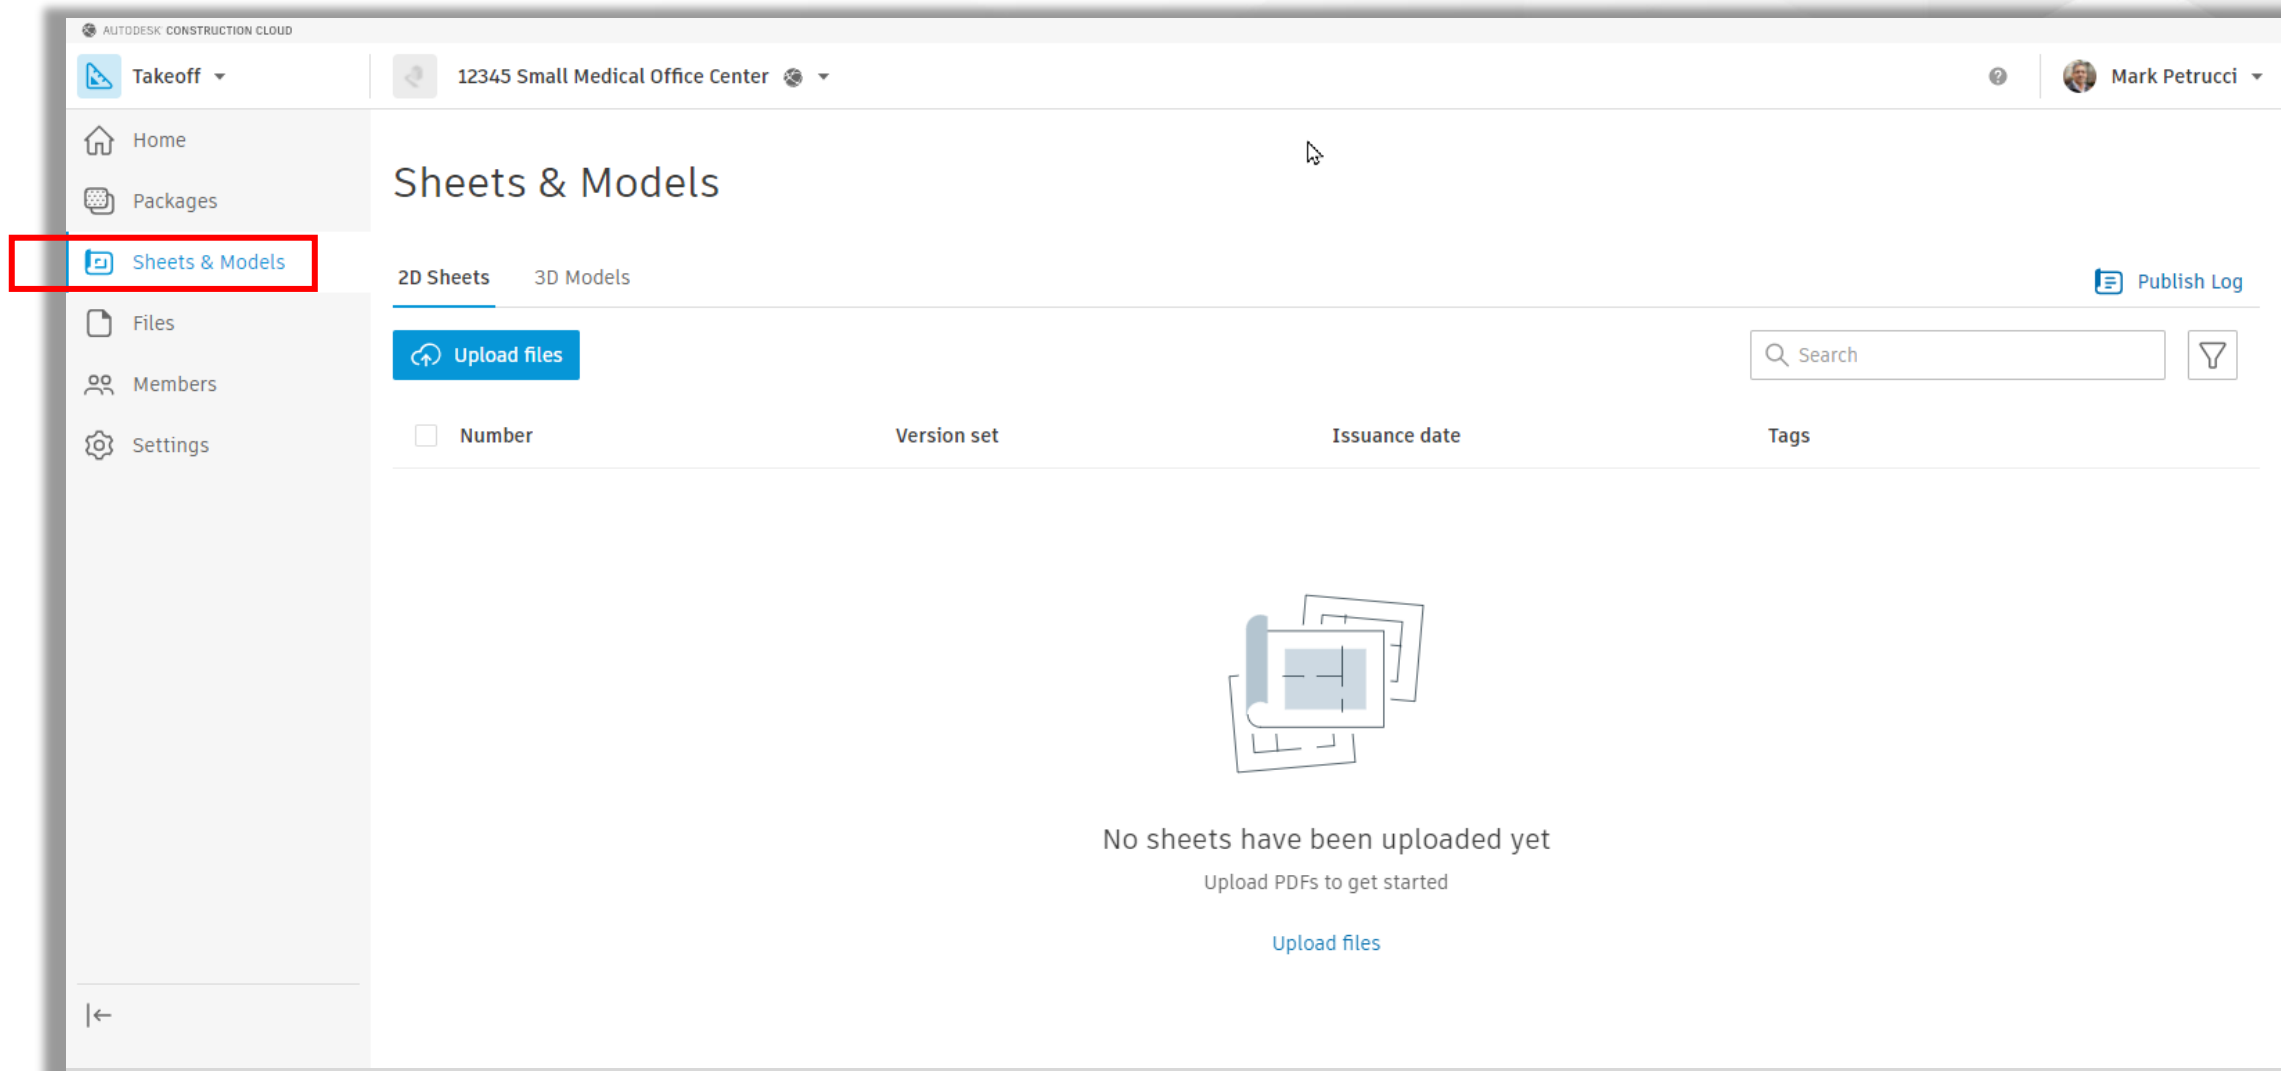 AUTODESK CONSTRUCTION CLOUD
Takeoff
12345 Small Medical Office Center
Mark Petrucci
Home
Packages
Sheets & Models
Files
Members
Settings
Sheets & Models
2D Sheets 3D Models
Publish Log
Upload files
Search
Number Version set Issuance date Tags
No sheets have been uploaded yet
Upload PDFs to get started
Upload files